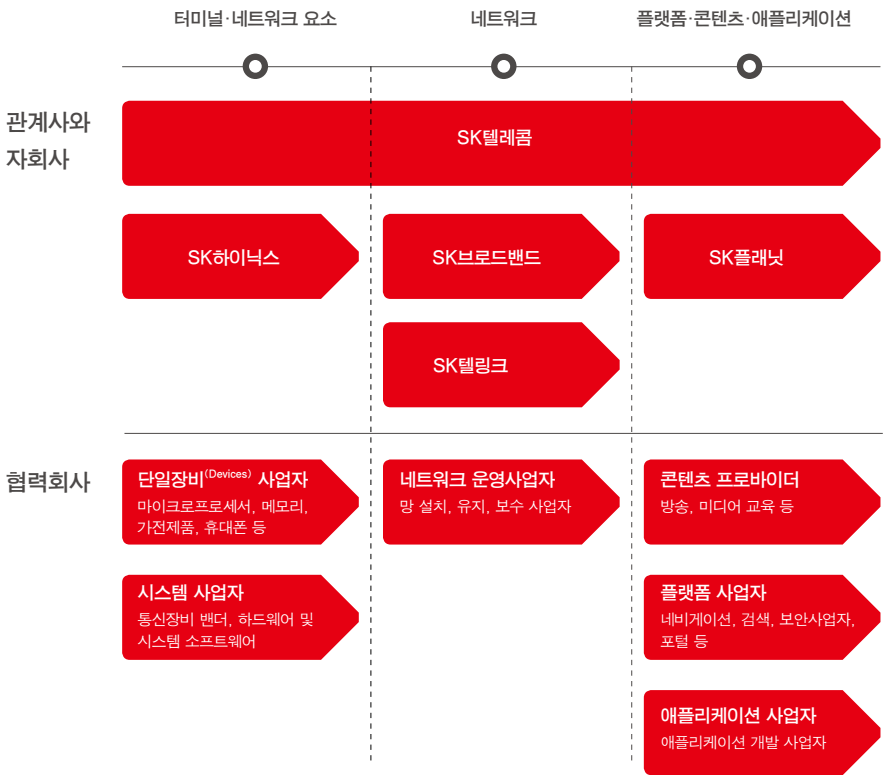 터미널·네트워크 요소
네트워크
플랫폼·콘텐츠·애플리케이션
관계사와
자회사
SK텔레콤
SK하이닉스
SK브로드밴드
SK플래닛
SK텔링크
협력회사
단일장비(Devices) 사업자
마이크로프로세서, 메모리,
가전제품, 휴대폰 등
네트워크 운영사업자
망 설치, 유지, 보수 사업자
콘텐츠 프로바이더
방송, 미디어 교육 등
시스템 사업자
통신장비 밴더, 하드웨어 및
시스템 소프트웨어
플랫폼 사업자
네비게이션, 검색, 보안사업자,
포털 등
애플리케이션 사업자
애플리케이션 개발 사업자